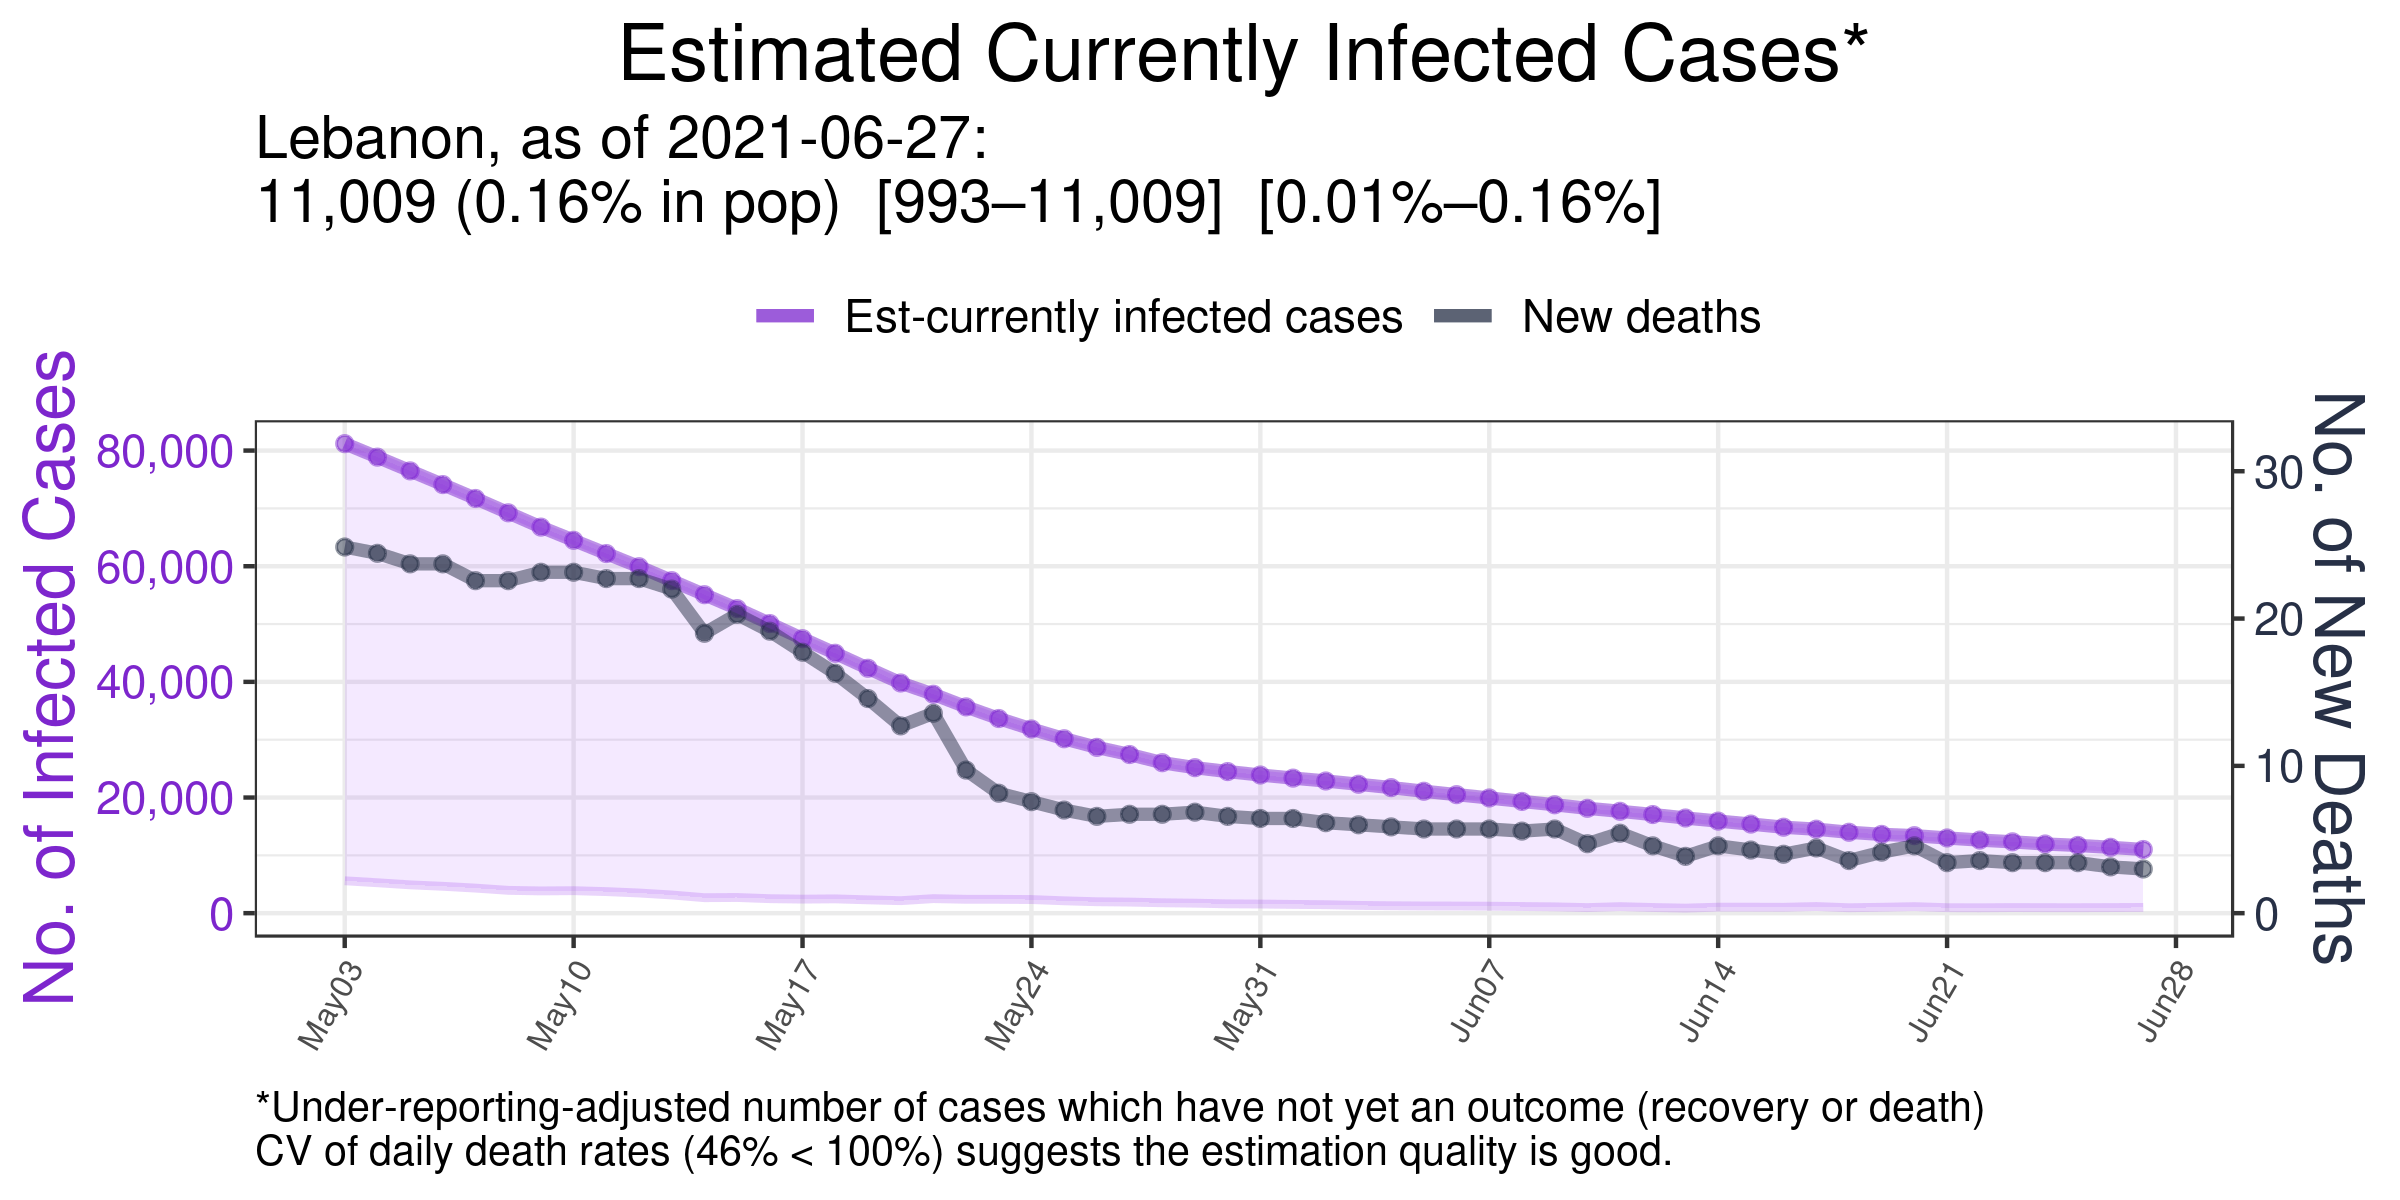 Estimated Currently Infected Cases*
Lebanon, as of 2021-06-27:
11,009 (0.16% in pop)  [993–11,009]  [0.01%–0.16%]
Est-currently infected cases
New deaths
No. of Infected Cases
80,000
60,000
40,000
20,000
0
30
20
10
0
No. of New Deaths
May03
May10
May17
May24
May31
Jun07
Jun14
Jun21
Jun28
*Under-reporting-adjusted number of cases which have not yet an outcome (recovery or death)
CV of daily death rates (46% < 100%) suggests the estimation quality is good.